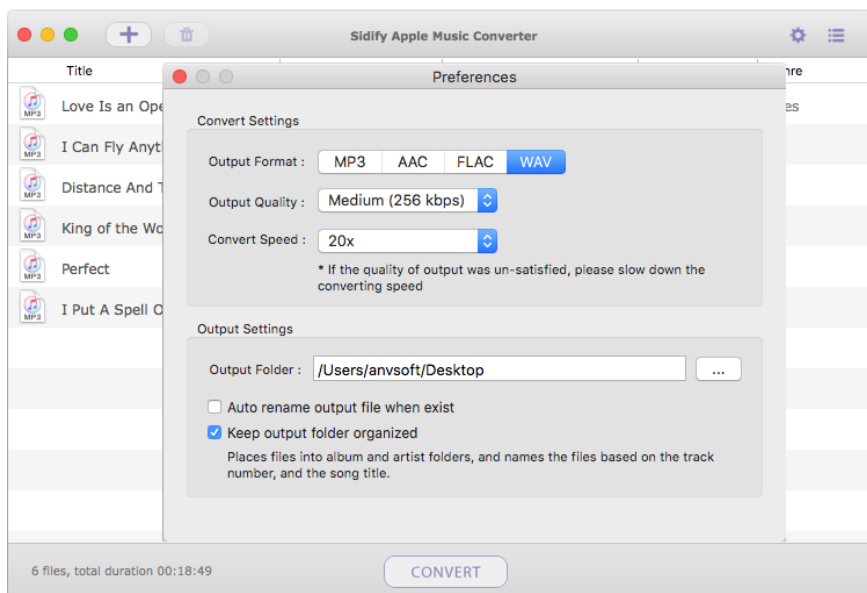 Sidify Apple Music Converter
Title
nre
Preferences
Love Is an Ope
es
I Can Fly Anyt
Distance And T
King of the Wo
Perfect
I Put A Spell O
MP3
MP3
MP3
MP3
MP3
MP3
Convert Settings
Output Format :
MP3
AAC
FLAC
WAV
Output Quality :
Medium (256 kbps)
Convert Speed :
20x
* If the quality of output was un-satisfied, please slow down the
converting speed
Output Settings
Output Folder :
/Users/anvsoft/Desktop
...
Auto rename output file when exist
Keep output folder organized
Places files into album and artist folders, and names the files based on the track
number, and the song title.
6 files, total duration 00:18:49
CONVERT